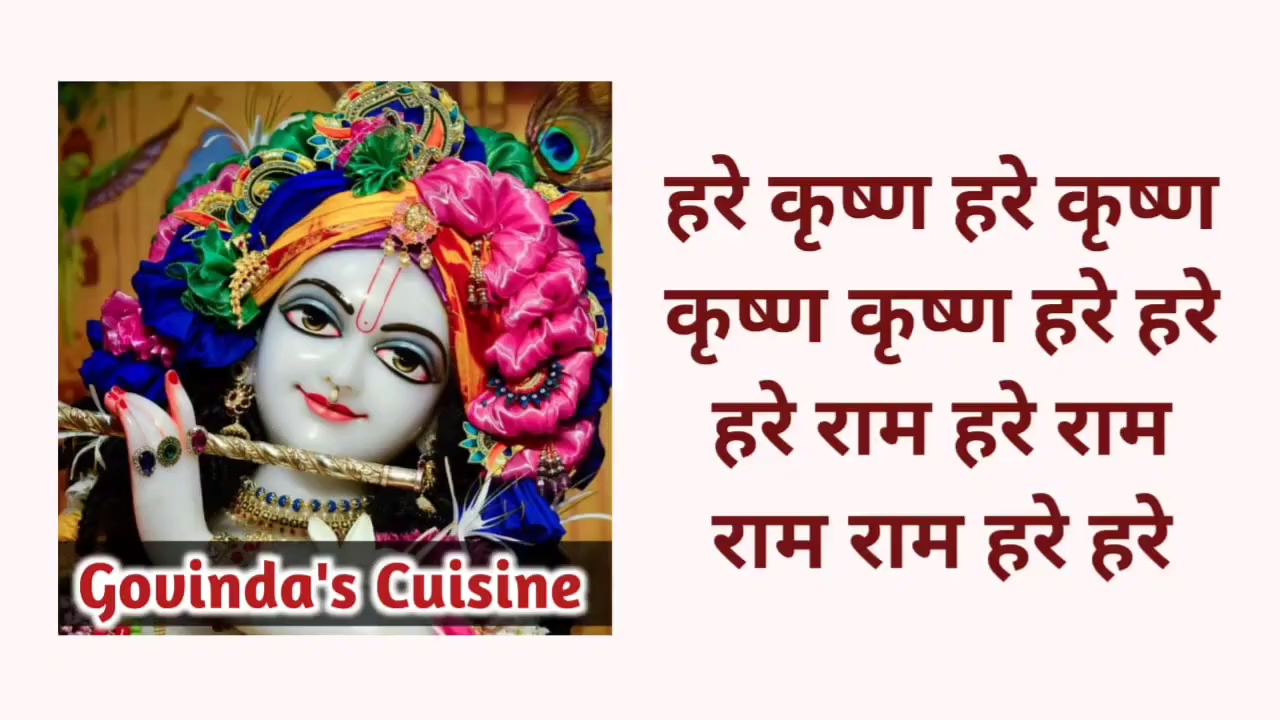 Govinda's Cuisine
हरे कृष्ण हरे कृष्ण
कृष्ण कृष्ण हरे हरे
हरे राम हरे राम
राम राम हरे हरे